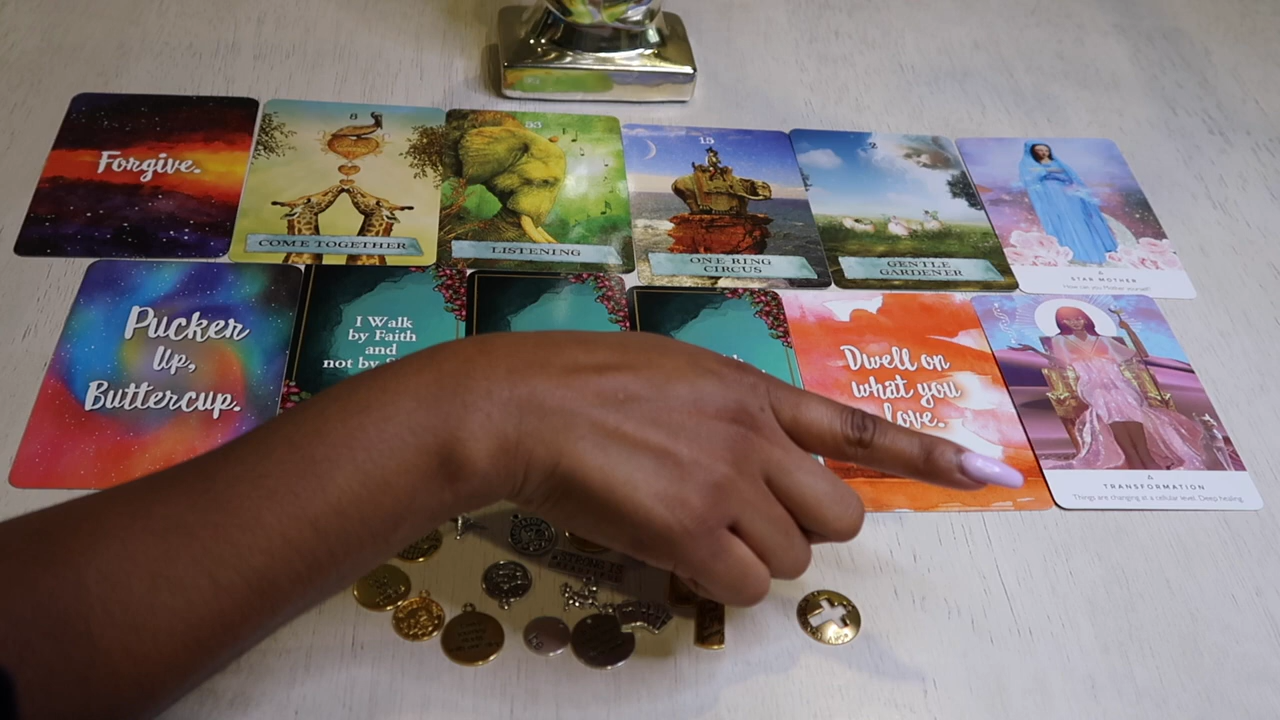 Forgive.
8
COME TOGETHER
33
LISTENING
15
ONE-RING
CIRCUS
2
GENTLE
GARDENER
STAR MOTHER
How can you Mother yourself?
Pucker
Up,
Buttercup.
I Walk
by Faith
and
not by
Dwell on
what you
love.
TRANSFORMATION
Things are changing at a cellular level. Deep healing.